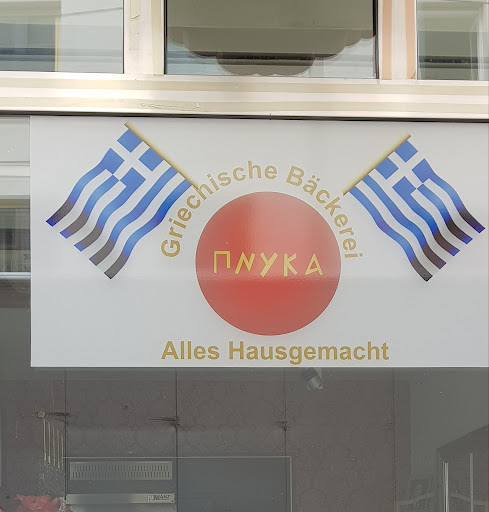 Griechische Bäckerei
ΠΝΥΚΑ
Alles Hausgemacht